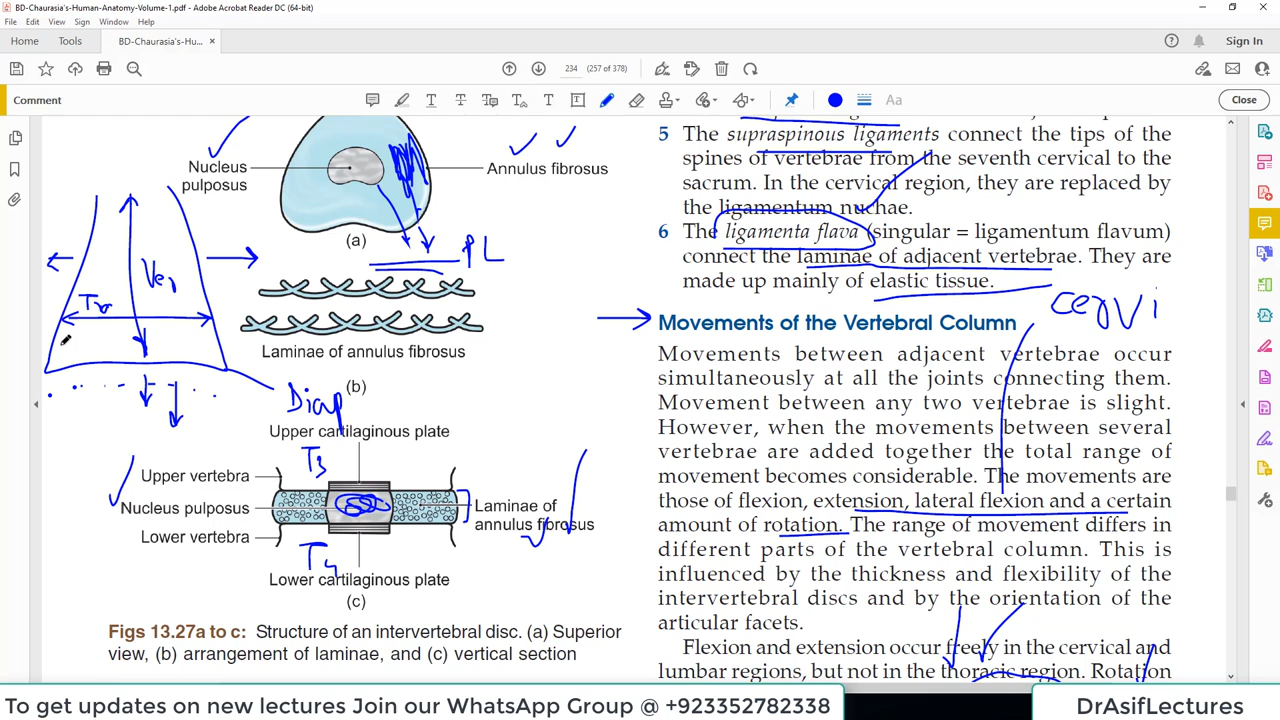 BD-Chaurasia's-Human-Anatomy-Volume-1.pdf - Adobe Acrobat Reader DC (64-bit)
File Edit View Sign Window Help
Home Tools BD-Chaurasia's-Hu... × Sign In
234 (257 of 378)
Comment Close
Nucleus
pulposus
Annulus fibrosus
(a)
PL
Ver
Tr
Laminae of annulus fibrosus
(b)
Diap
Upper cartilaginous plate
T3
Upper vertebra
Nucleus pulposus
Lower vertebra
Laminae of
annulus fibrosus
T4
Lower cartilaginous plate
(c)
Figs 13.27a to c: Structure of an intervertebral disc. (a) Superior
view, (b) arrangement of laminae, and (c) vertical section
5 The supraspinous ligaments connect the tips of the
spines of vertebrae from the seventh cervical to the
sacrum. In the cervical region, they are replaced by
the ligamentum nuchae.
6 The ligamenta flava (singular = ligamentum flavum)
connect the laminae of adjacent vertebrae. They are
made up mainly of elastic tissue.
cervi
Movements of the Vertebral Column
Movements between adjacent vertebrae occur
simultaneously at all the joints connecting them.
Movement between any two vertebrae is slight.
However, when the movements between several
vertebrae are added together the total range of
movement becomes considerable. The movements are
those of flexion, extension, lateral flexion and a certain
amount of rotation. The range of movement differs in
different parts of the vertebral column. This is
influenced by the thickness and flexibility of the
intervertebral discs and by the orientation of the
articular facets.
Flexion and extension occur freely in the cervical and
lumbar regions, but not in the thoracic region. Rotation
To get updates on new lectures Join our WhatsApp Group @ +923352782338
DrAsifLectures